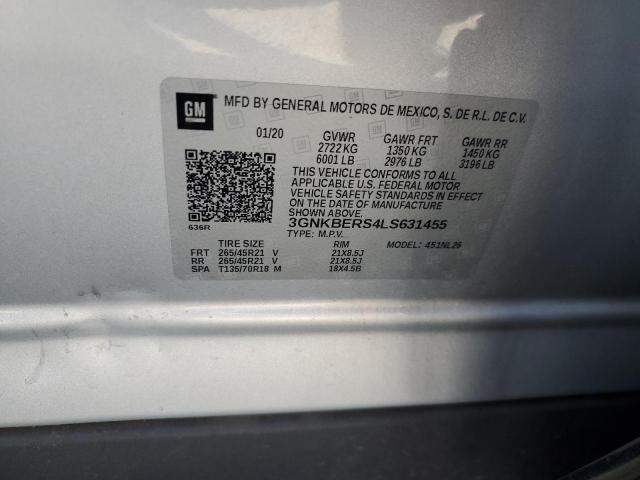 GM MFD BY GENERAL MOTORS DE MEXICO, S. DE R.L. DE C.V.
01/20 GVWR GAWR FRT GAWR RR
2722 KG 1350 KG 1450 KG
6001 LB 2976 LB 3196 LB
THIS VEHICLE CONFORMS TO ALL
APPLICABLE U.S. FEDERAL MOTOR
VEHICLE SAFETY STANDARDS IN EFFECT
ON THE DATE OF MANUFACTURE
SHOWN ABOVE.
636R 3GNKBERS4LS631455
TYPE: M.P.V. MODEL: 451NL26
TIRE SIZE RIM
FRT 265/45R21 V 21X8.5J
RR 265/45R21 V 21X8.5J
SPA T135/70R18 M 18X4.5B